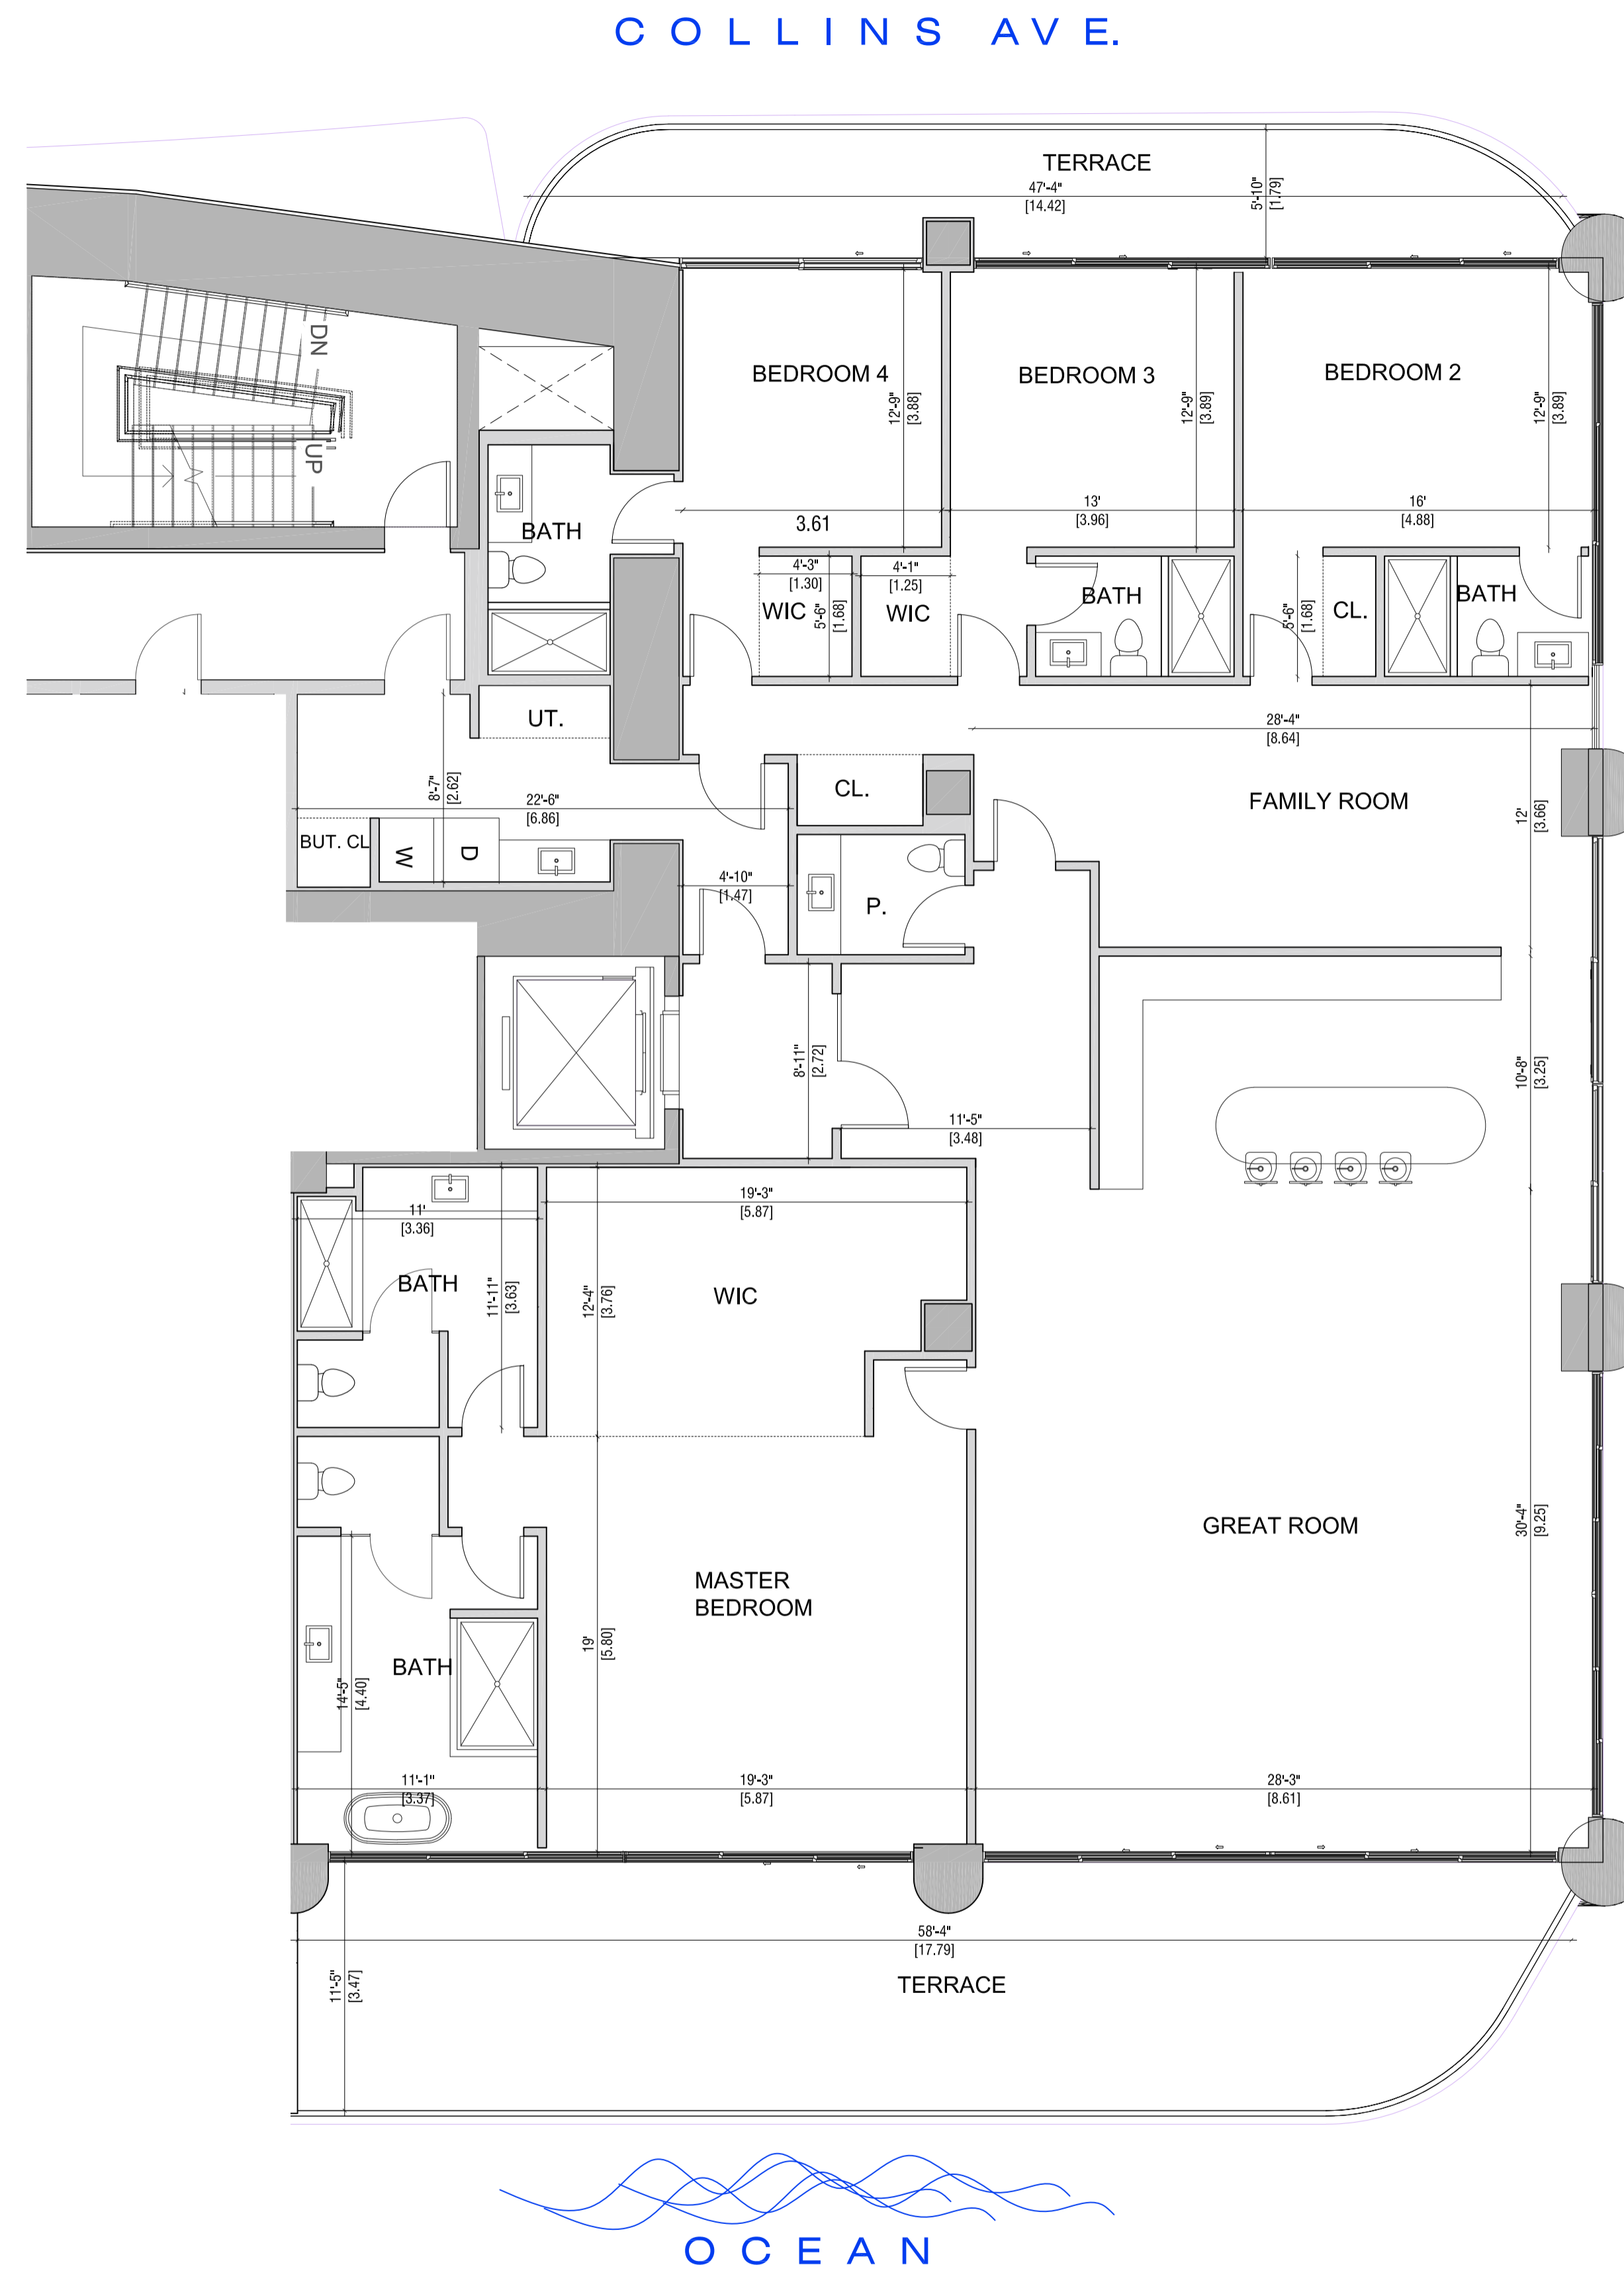 COLLINS AVE.
TERRACE
47'-4"
[14.42]
5'-10"
[1.79]
DN
UP
BEDROOM 4
12'-9"
[3.88]
3.61
BEDROOM 3
12'-9"
[3.89]
13'
[3.96]
BEDROOM 2
12'-9"
[3.89]
16'
[4.88]
BATH
4'-3"
[1.30]
WIC
5'-6"
[1.68]
4'-1"
[1.25]
WIC
BATH
5'-6"
[1.68]
CL.
BATH
UT.
28'-4"
[8.64]
8'-7"
[2.62]
22'-6"
[6.86]
CL.
FAMILY ROOM
12'
[3.66]
BUT. CL
W
D
4'-10"
[1.47]
P.
8'-11"
[2.72]
11'-5"
[3.48]
10'-8"
[3.25]
11'
[3.36]
BATH
11'-11"
[3.63]
19'-3"
[5.87]
12'-4"
[3.76]
WIC
GREAT ROOM
30'-4"
[9.25]
MASTER
BEDROOM
19'
[5.80]
BATH
14'-5"
[4.40]
11'-1"
[3.37]
19'-3"
[5.87]
28'-3"
[8.61]
58'-4"
[17.79]
11'-5"
[3.47]
TERRACE
OCEAN